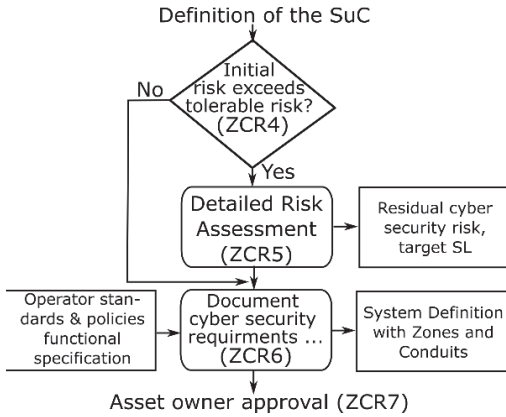 Definition of the SuC
Initial
risk exceeds
tolerable risk?
(ZCR4)
No
Yes
Detailed Risk
Assessment
(ZCR5)
Residual cyber
security risk,
target SL
Operator stan-
dards & policies
functional
specification
Document
cyber security
requirments ...
(ZCR6)
System Definition
with Zones and
Conduits
Asset owner approval (ZCR7)